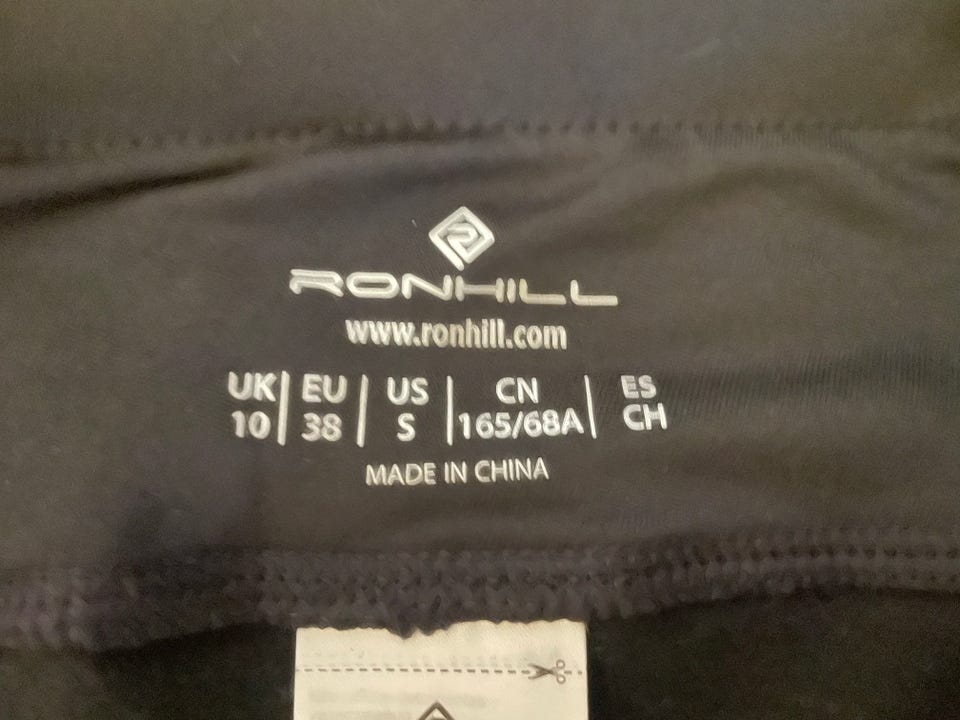 RONHILL
www.ronhill.com
UK | EU | US | CN | ES
10 | 38 | S | 165/68A | CH
MADE IN CHINA